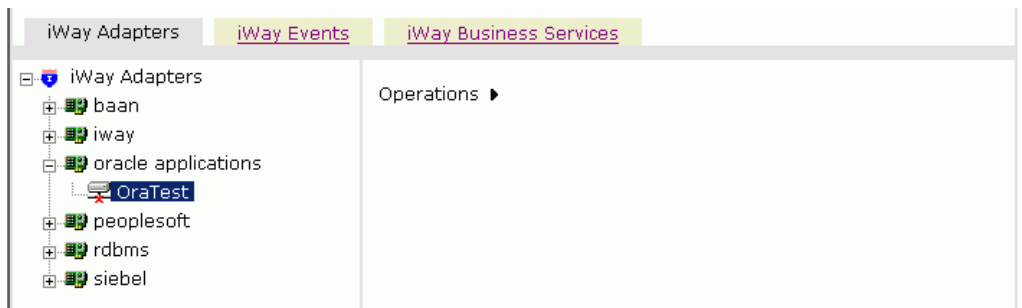 iWay Adapters iWay Events iWay Business Services
iWay Adapters
Operations
baan
iway
oracle applications
OraTest
peoplesoft
rdbms
siebel